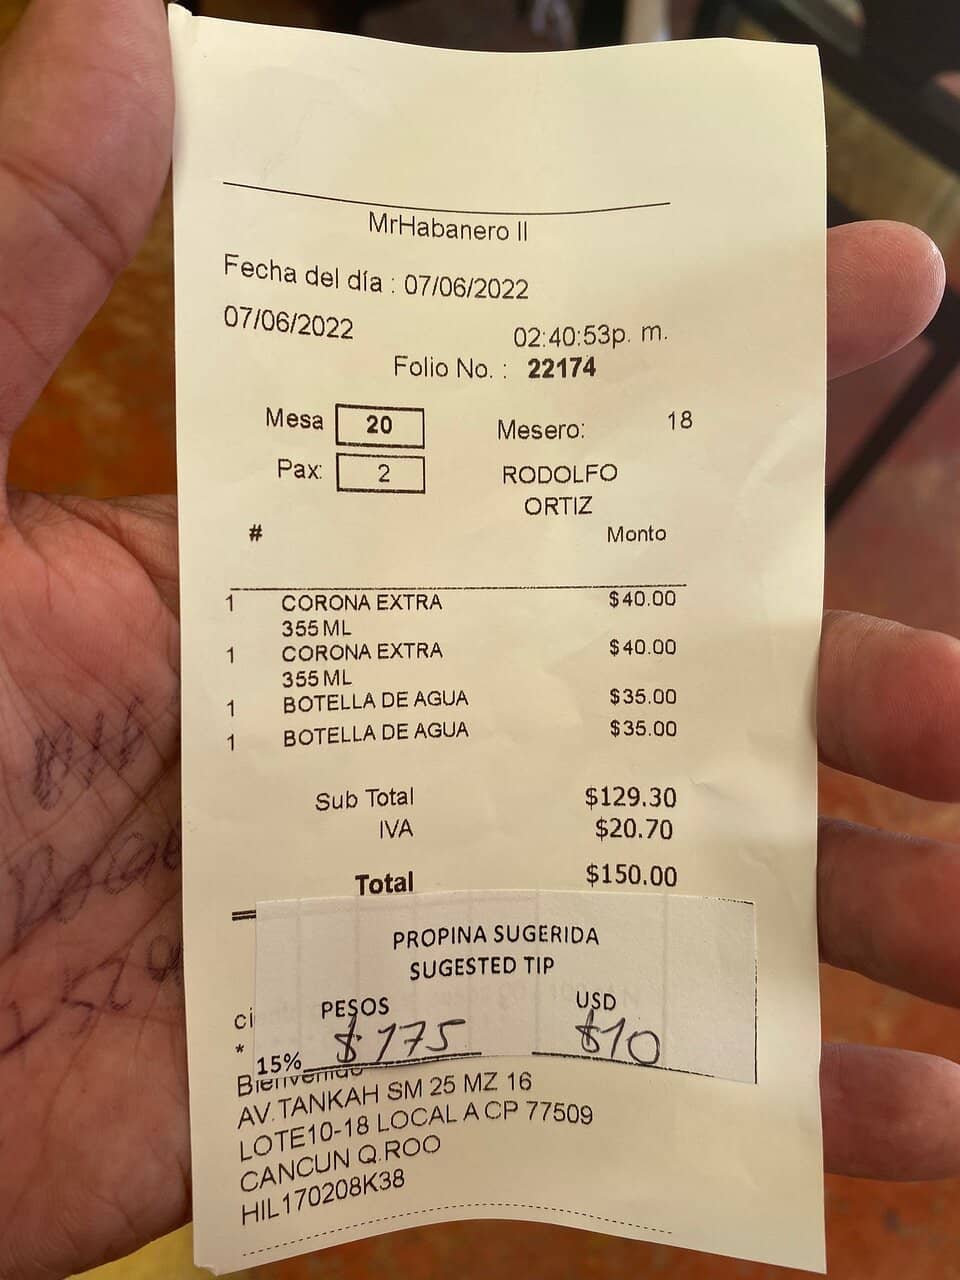 MrHabanero II
Fecha del día : 07/06/2022
07/06/2022 02:40:53p. m.
Folio No. : 22174
Mesa 20 Mesero: 18
Pax: 2 RODOLFO
ORTIZ
# Monto
1 CORONA EXTRA $40.00
355 ML
1 CORONA EXTRA $40.00
355 ML
1 BOTELLA DE AGUA $35.00
1 BOTELLA DE AGUA $35.00
Sub Total $129.30
IVA $20.70
Total $150.00
PROPINA SUGERIDA
SUGESTED TIP
PESOS USD
ci
*
15% $175 $10
Bienvenido
AV.TANKAH SM 25 MZ 16
LOTE10-18 LOCAL A CP 77509
CANCUN Q.ROO
HIL170208K38